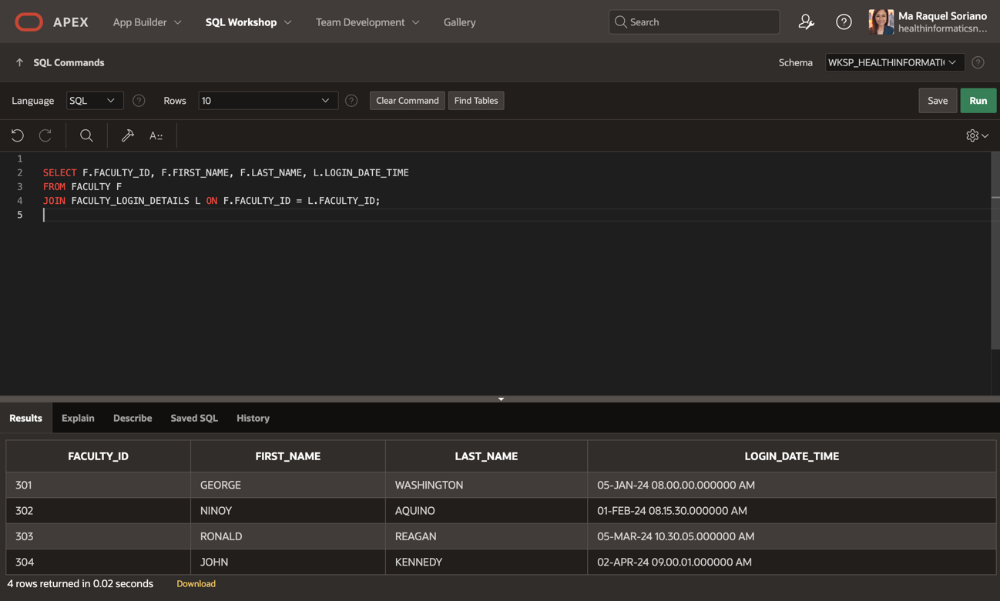 APEX App Builder SQL Workshop Team Development Gallery Search Ma Raquel Soriano
healthinformaticsn...
SQL Commands Schema WKSP_HEALTHINFORMATI
Language SQL Rows 10 Clear Command Find Tables Save Run
A
1
2 SELECT F.FACULTY_ID, F.FIRST_NAME, F.LAST_NAME, L.LOGIN_DATE_TIME
3 FROM FACULTY F
4 JOIN FACULTY_LOGIN_DETAILS L ON F.FACULTY_ID = L.FACULTY_ID;
5
Results Explain Describe Saved SQL History
FACULTY_ID FIRST_NAME LAST_NAME LOGIN_DATE_TIME
301 GEORGE WASHINGTON 05-JAN-24 08.00.00.000000 AM
302 NINOY AQUINO 01-FEB-24 08.15.30.000000 AM
303 RONALD REAGAN 05-MAR-24 10.30.05.000000 AM
304 JOHN KENNEDY 02-APR-24 09.00.01.000000 AM
4 rows returned in 0.02 seconds Download